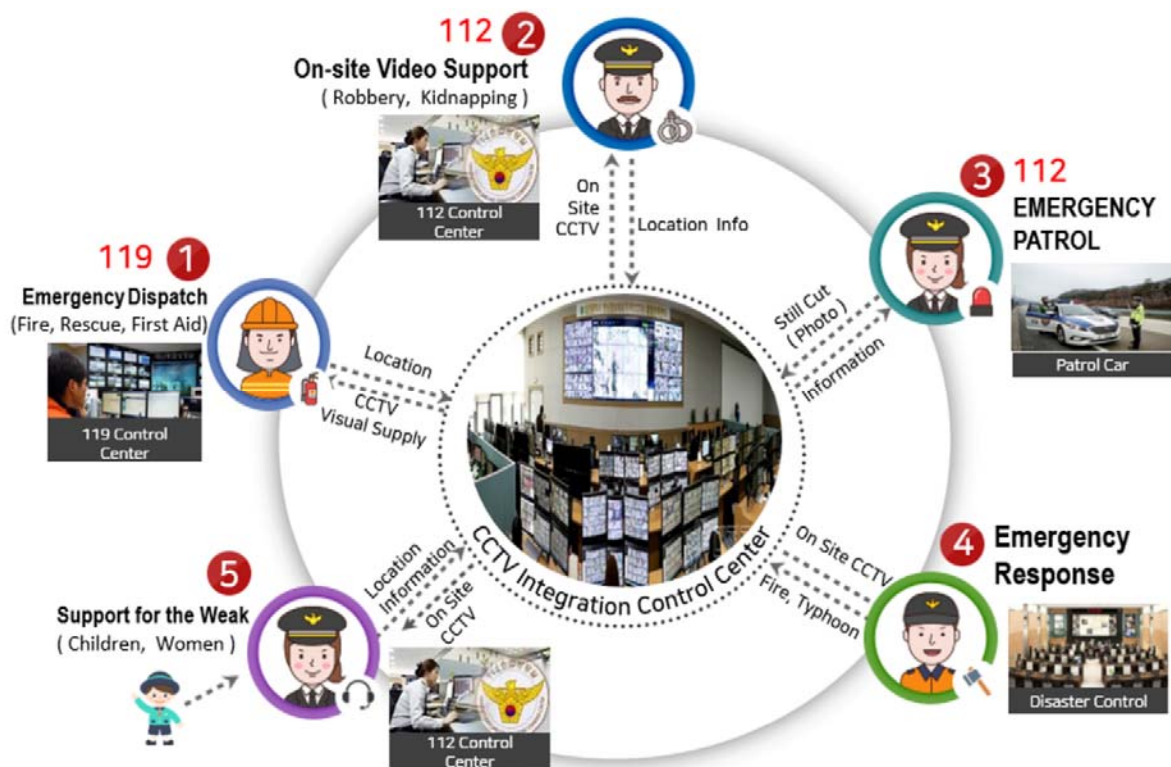 112 2
On-site Video Support
( Robbery, Kidnapping )
112 Control
Center
On
Site
CCTV
Location Info
3 112
EMERGENCY
PATROL
Patrol Car
Still Cut
( Photo )
Information
119 1
Emergency Dispatch
(Fire, Rescue, First Aid)
119 Control
Center
Location
CCTV
Visual Supply
CCTV Integration Control Center
4 Emergency
Response
On Site CCTV
Fire, Typhoon
Disaster Control
5
Support for the Weak
( Children, Women )
Location
Information
On Site
CCTV
112 Control
Center